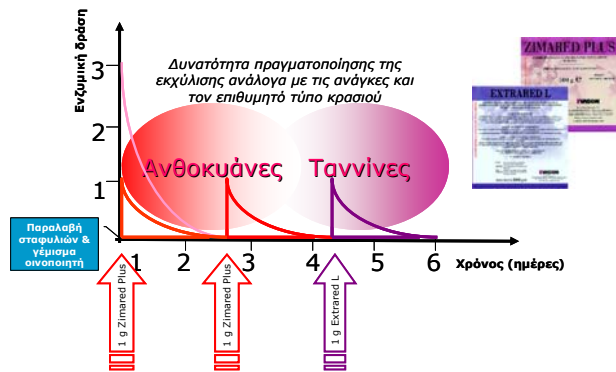 Δυνατότητα πραγματοποίησης της
εκχύλισης ανάλογα με τις ανάγκες και
τον επιθυμητό τύπο κρασιού
Ενζυμική δράση
3
2
1
Ανθοκυάνες
Ταννίνες
ZIMARED PLUS
EXTRARED L
Παραλαβή
σταφυλιών &
γέμισμα
οινοποιητή
1
2
3
4
5
6
Χρόνος (ημέρες)
1 g Zimared Plus
1 g Zimared Plus
1 g Extrared L